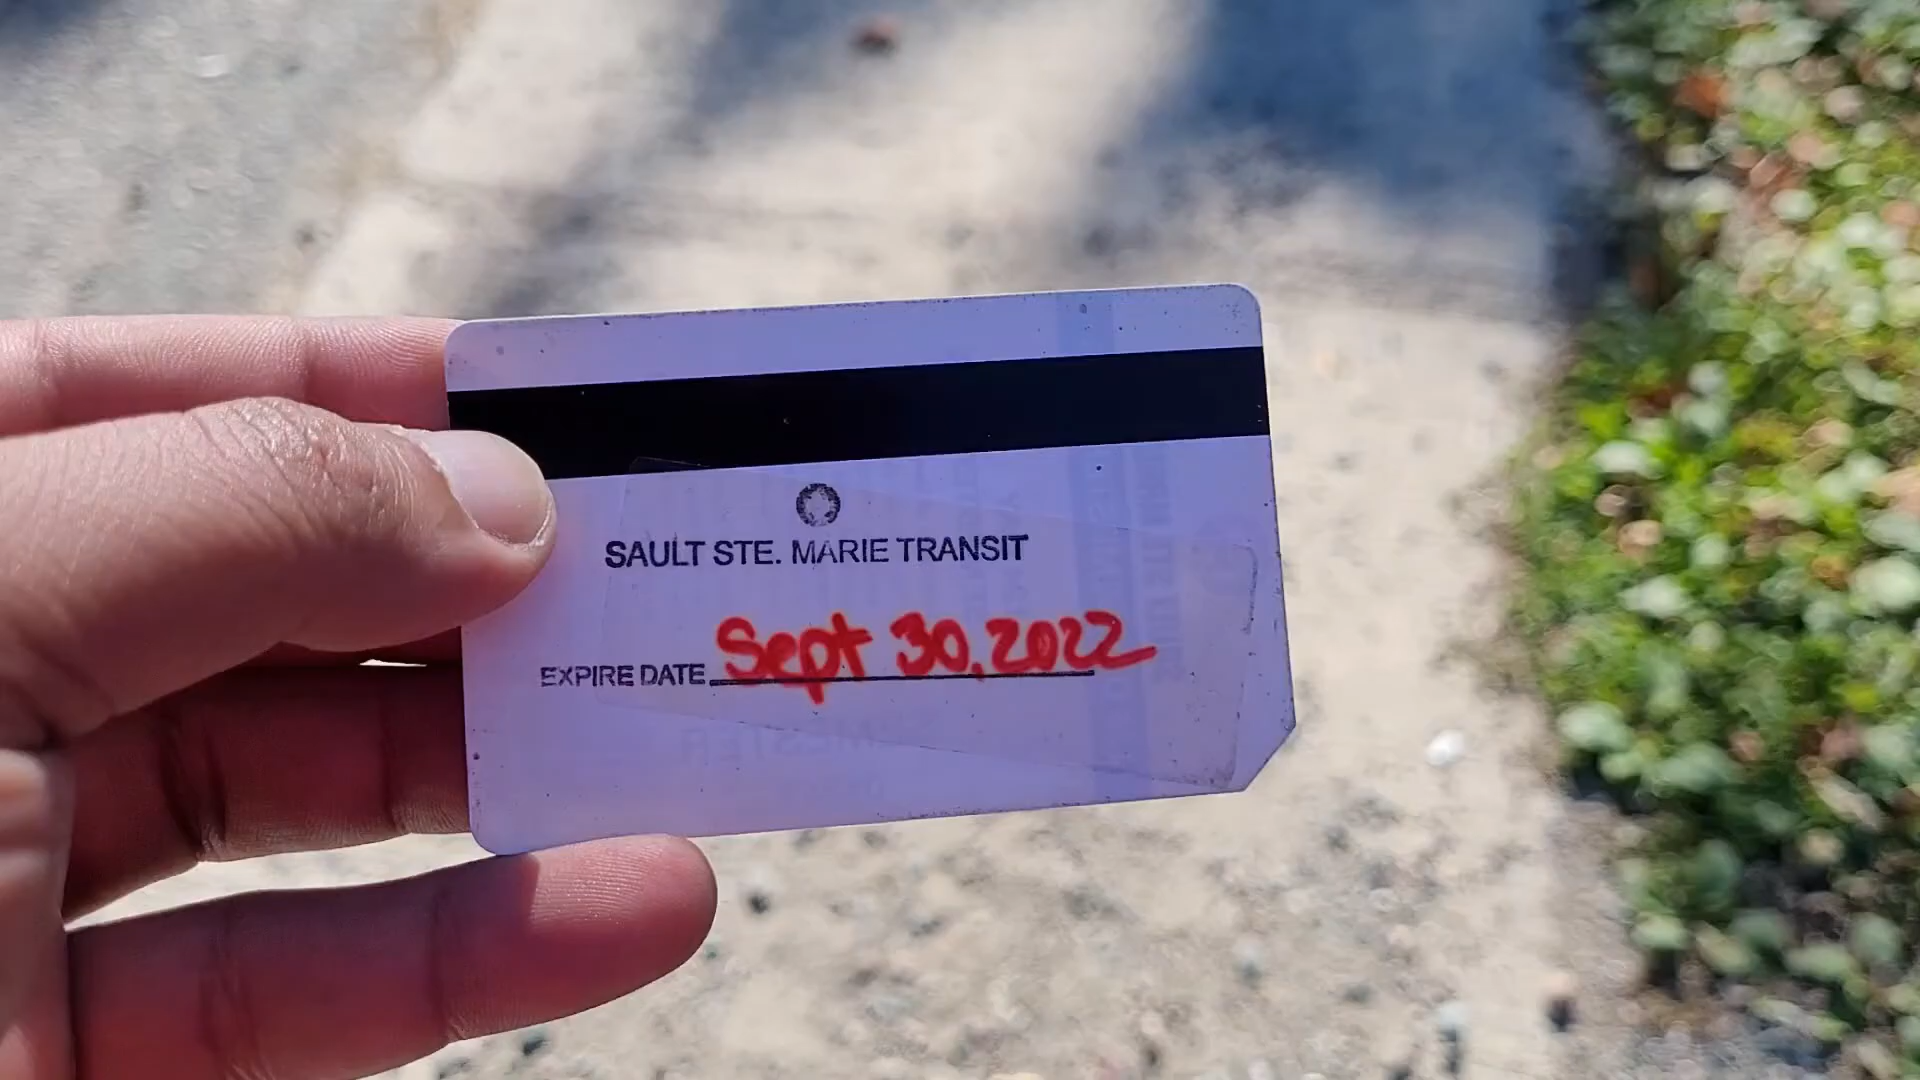 SAULT STE. MARIE TRANSIT
EXPIRE DATE Sept 30, 2022